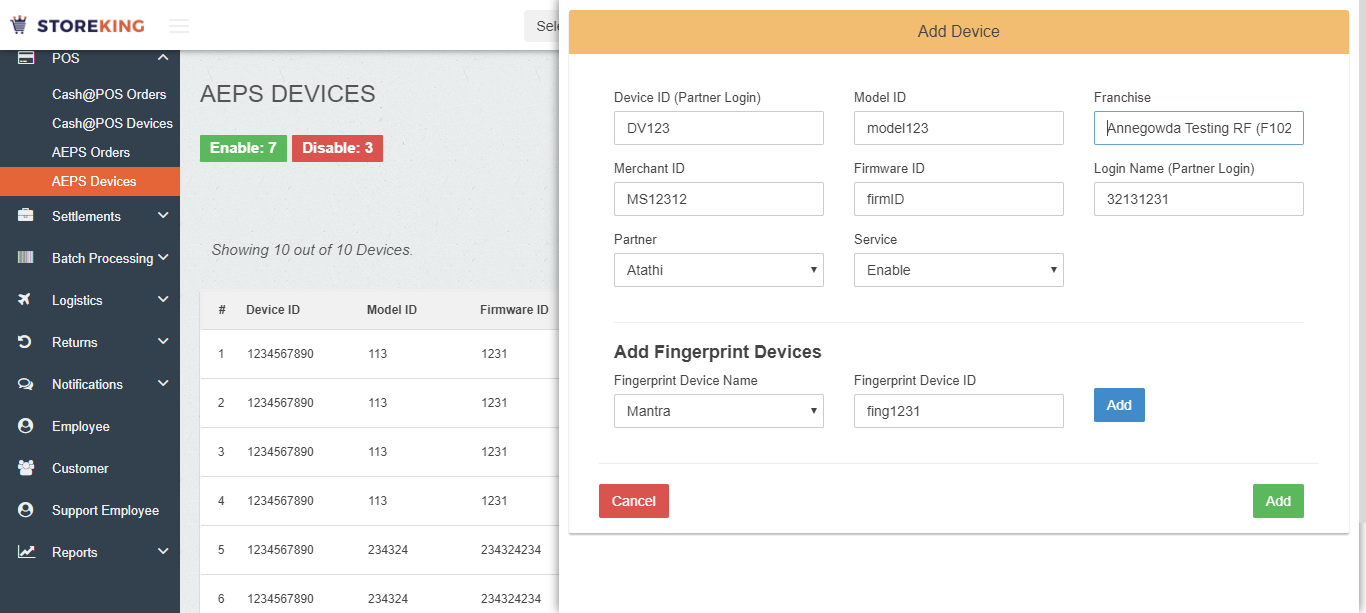 STOREKING
POS
Cash@POS Orders
Cash@POS Devices
AEPS Orders
AEPS Devices
Settlements
Batch Processing
Logistics
Returns
Notifications
Employee
Customer
Support Employee
Reports
Sele
AEPS DEVICES
Enable: 7 Disable: 3
Showing 10 out of 10 Devices.
# Device ID Model ID Firmware ID
1 1234567890 113 1231
2 1234567890 113 1231
3 1234567890 113 1231
4 1234567890 113 1231
5 1234567890 234324 234324234
6 1234567890 234324 234324234
Add Device
Device ID (Partner Login) Model ID Franchise
DV123 model123 Annegowda Testing RF (F102
Merchant ID Firmware ID Login Name (Partner Login)
MS12312 firmID 32131231
Partner Service
Atathi Enable
Add Fingerprint Devices
Fingerprint Device Name Fingerprint Device ID
Mantra fing1231 Add
Cancel Add